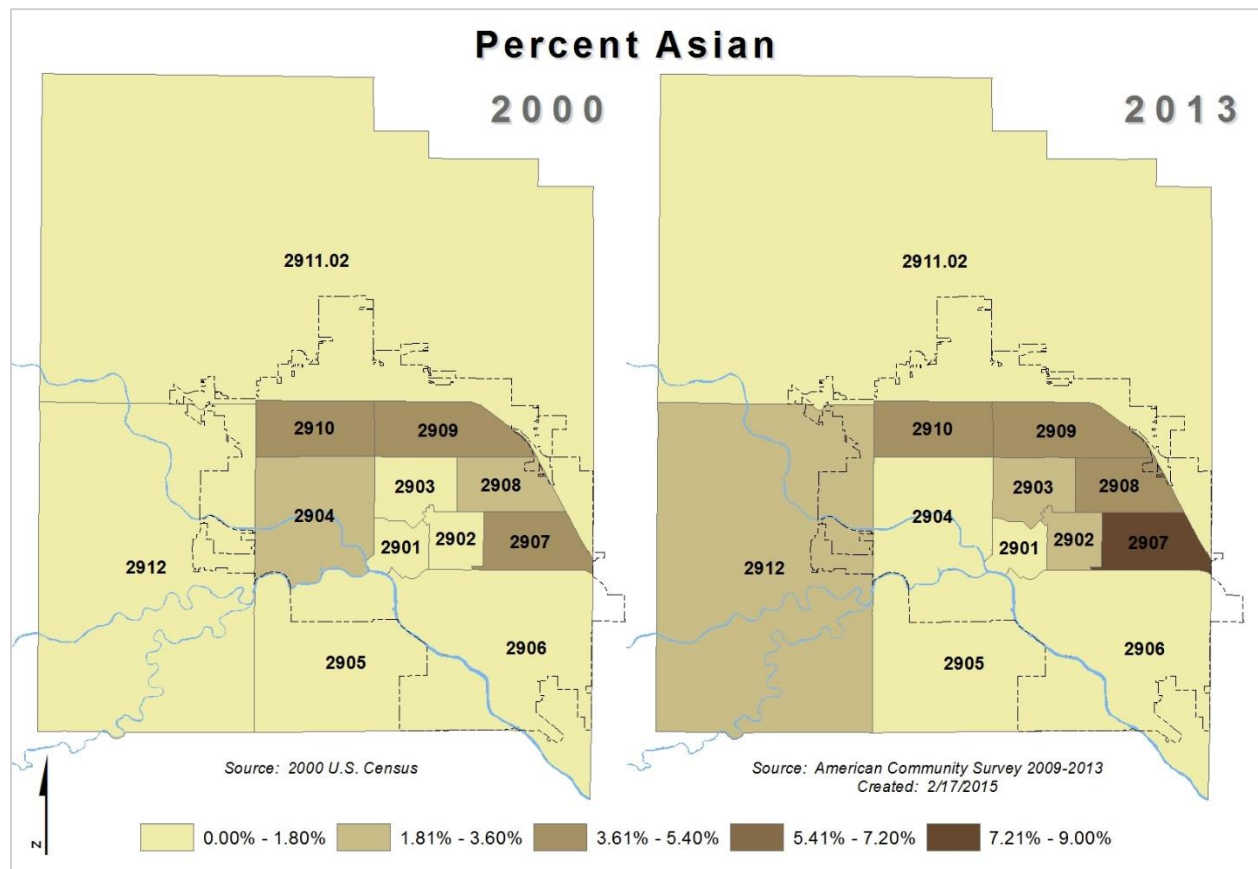 Percent Asian
2000
2911.02
2910
2909
2903
2908
2904
2901
2902
2907
2912
2906
2905
Source: 2000 U.S. Census
2013
2911.02
2910
2909
2903
2908
2904
2901
2902
2907
2912
2906
2905
Source: American Community Survey 2009-2013
Created: 2/17/2015
N
0.00% - 1.80%
1.81% - 3.60%
3.61% - 5.40%
5.41% - 7.20%
7.21% - 9.00%